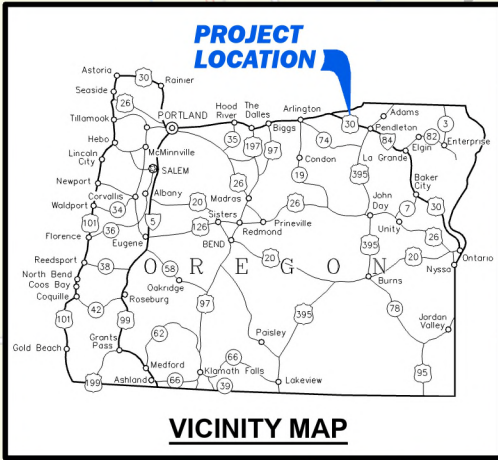 PROJECT
LOCATION
Astoria
30
Rainier
Seaside
26
Tillamook
PORTLAND
Hood
River
The
Dalles
Arlington
Biggs
30
Adams
Pendleton
3
Hebo
35
197
97
74
84
82
Enterprise
Elgin
Lincoln
City
McMinnville
SALEM
Condon
La Grande
395
19
Newport
Albany
26
Baker
City
Corvallis
20
Madras
26
John
Day
7
30
Waldport
34
Sisters
Prineville
Unity
101
5
126
Redmond
26
36
Florence
Eugene
BEND
395
20
Ontario
Nyssa
OREGON
20
Reedsport
38
58
Oakridge
Burns
North Bend
Coos Bay
Coquille
Roseburg
97
395
78
42
101
99
62
Paisley
Jordan
Valley
Gold Beach
Grants
Pass
Medford
66
Klamath Falls
95
199
Ashland
66
39
Lakeview
VICINITY MAP